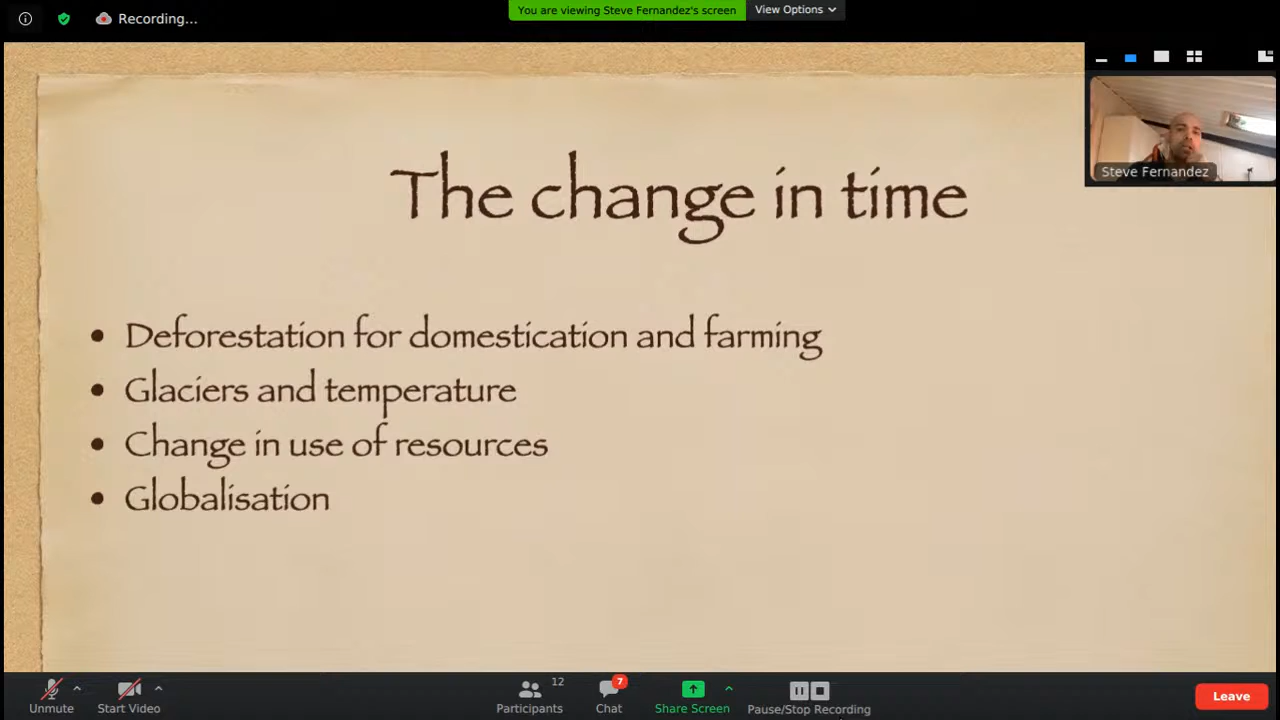 Recording...
You are viewing Steve Fernandez's screen
View Options
Steve Fernandez
The change in time
• Deforestation for domestication and farming
• Glaciers and temperature
• Change in use of resources
• Globalisation
Unmute
Start Video
12
Participants
7
Chat
Share Screen
Pause/Stop Recording
Leave